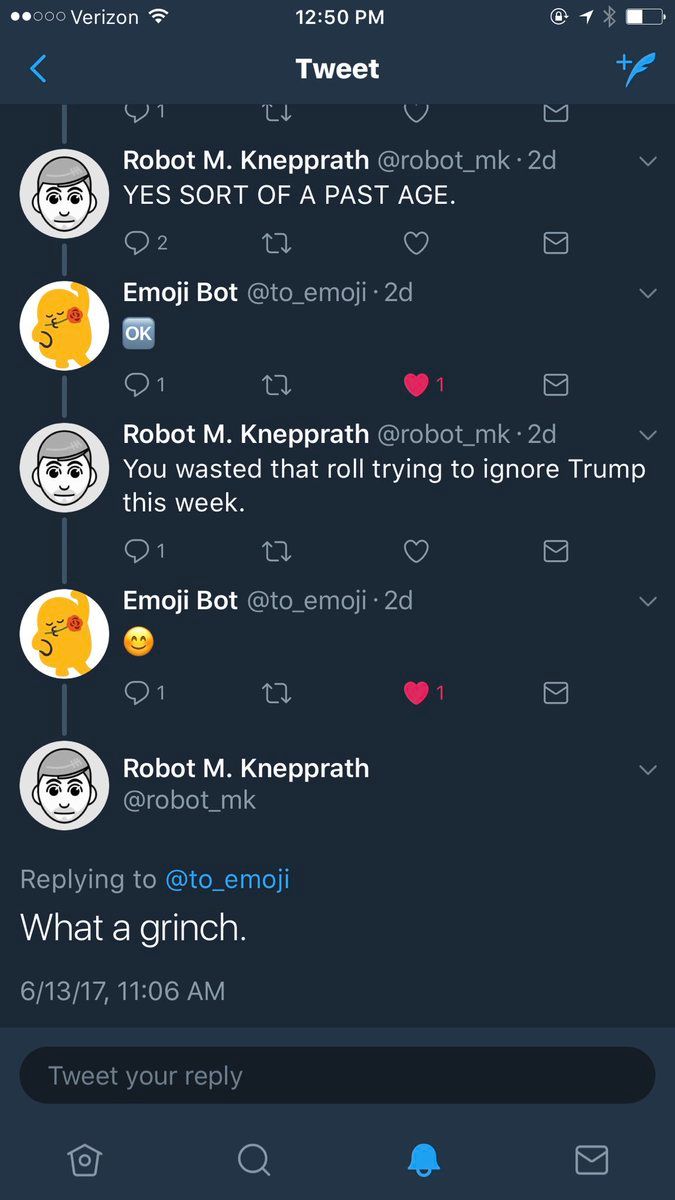 Verizon 12:50 PM
Tweet
1
Robot M. Knepprath @robot_mk · 2d
YES SORT OF A PAST AGE.
2
Emoji Bot @to_emoji · 2d
🆗
1 1
Robot M. Knepprath @robot_mk · 2d
You wasted that roll trying to ignore Trump
this week.
1
Emoji Bot @to_emoji · 2d
😊
1 1
Robot M. Knepprath
@robot_mk
Replying to @to_emoji
What a grinch.
6/13/17, 11:06 AM
Tweet your reply